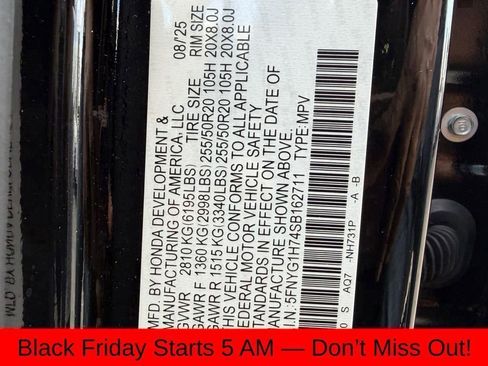 MFD BY HONDA DEVELOPMENT &
MANUFACTURING OF AMERICA, LLC 08/25
GVWR 2810 KG(6195LBS) TIRE SIZE RIM SIZE
GAWR F 1360 KG(2998LBS) 255/50R20 105H 20X8.0J
GAWR R 1515 KG(3340LBS) 255/50R20 105H 20X8.0J
THIS VEHICLE CONFORMS TO ALL APPLICABLE
FEDERAL MOTOR VEHICLE SAFETY
STANDARDS IN EFFECT ON THE DATE OF
MANUFACTURE SHOWN ABOVE.
V.I.N.: 5FNYG1H74SB162711 TYPE:MPV
0 S AQ7 -NH731P -A -B
Black Friday Starts 5 AM — Don't Miss Out!